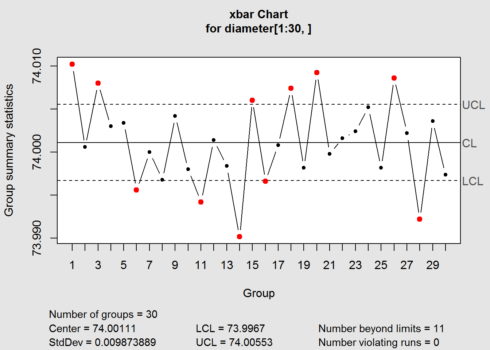 xbar Chart
for diameter[1:30, ]
Group summary statistics
74.010
74.000
73.990
UCL
CL
LCL
1 3 5 7 9 11 13 15 17 19 21 23 25 27 29
Group
Number of groups = 30
Center = 74.00111 LCL = 73.9967 Number beyond limits = 11
StdDev = 0.009873889 UCL = 74.00553 Number violating runs = 0